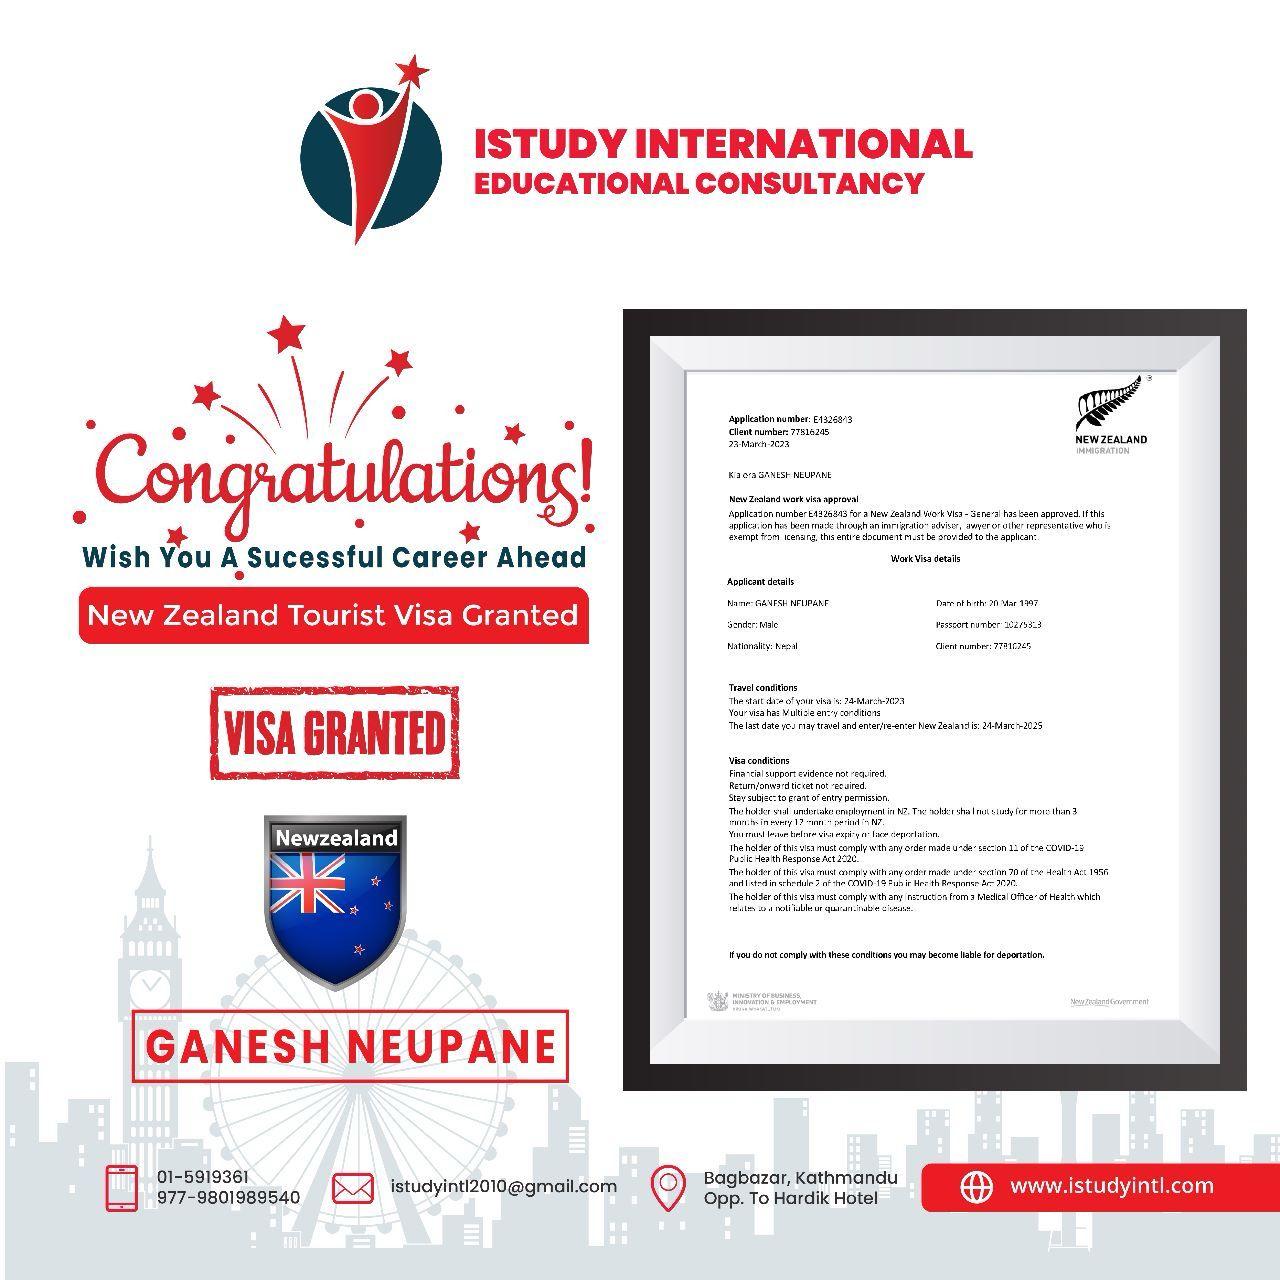 ISTUDY INTERNATIONAL
EDUCATIONAL CONSULTANCY
Congratulations!
Wish You A Sucessful Career Ahead
New Zealand Tourist Visa Granted
VISA GRANTED
Newzealand
GANESH NEUPANE
NEW ZEALAND
IMMIGRATION
Application number: E4326843
Client number: 77816245
23-March-2023
Kia ora GANESH NEUPANE
New Zealand work visa approval
Application number E4326843 for a New Zealand Work Visa - General has been approved. If this
application has been made through an immigration adviser, lawyer or other representative who is
exempt from licensing, this entire document must be provided to the applicant.
Work Visa details
Applicant details
Name: GANESH NEUPANE
Date of birth: 20 Mar 1997
Gender: Male
Passport number: 10275313
Nationality: Nepal
Client number: 77816245
Travel conditions
The start date of your visa is: 24-March-2023
Your visa has Multiple entry conditions
The last date you may travel and enter/re-enter New Zealand is: 24-March-2025
Visa conditions
Financial support evidence not required.
Return/onward ticket not required.
Stay subject to grant of entry permission.
The holder shall undertake employment in NZ. The holder shall not study for more than 3
months in every 12 month period in NZ.
You must leave before visa expiry or face deportation.
The holder of this visa must comply with any order made under section 11 of the COVID-19
Public Health Response Act 2020.
The holder of this visa must comply with any order made under section 70 of the Health Act 1956
and listed in schedule 2 of the COVID-19 Public Health Response Act 2020.
The holder of this visa must comply with any instruction from a Medical Officer of Health which
relates to a notifiable or quarantinable disease.
If you do not comply with these conditions you may become liable for deportation.
MINISTRY OF BUSINESS,
INNOVATION & EMPLOYMENT
HĪKINA WHAKATUTUKI
New Zealand Government
01-5919361
977-9801989540
istudyintl2010@gmail.com
Bagbazar, Kathmandu
Opp. To Hardik Hotel
www.istudyintl.com